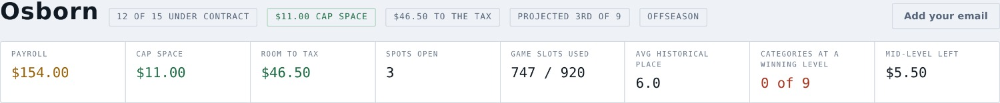 Osborn
12 OF 15 UNDER CONTRACT
$11.00 CAP SPACE
$46.50 TO THE TAX
PROJECTED 3RD OF 9
OFFSEASON
Add your email
PAYROLL
$154.00
CAP SPACE
$11.00
ROOM TO TAX
$46.50
SPOTS OPEN
3
GAME SLOTS USED
747 / 920
AVG HISTORICAL
PLACE
6.0
CATEGORIES AT A
WINNING LEVEL
0 of 9
MID-LEVEL LEFT
$5.50